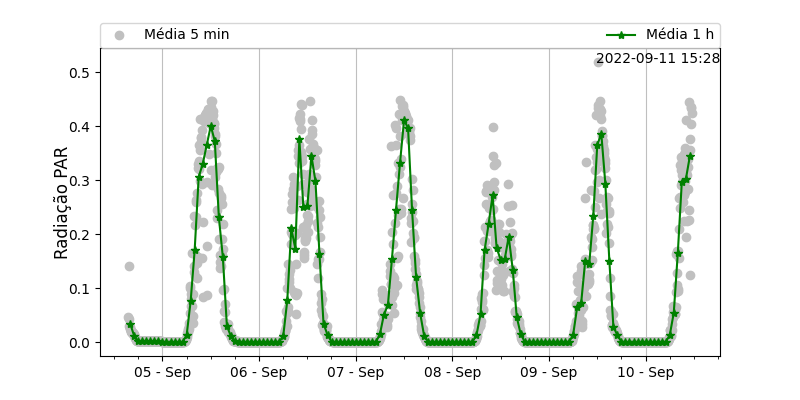 Média 5 min
Média 1 h
2022-09-11 15:28
Radiação PAR
0.5
0.4
0.3
0.2
0.1
0.0
05 - Sep
06 - Sep
07 - Sep
08 - Sep
09 - Sep
10 - Sep